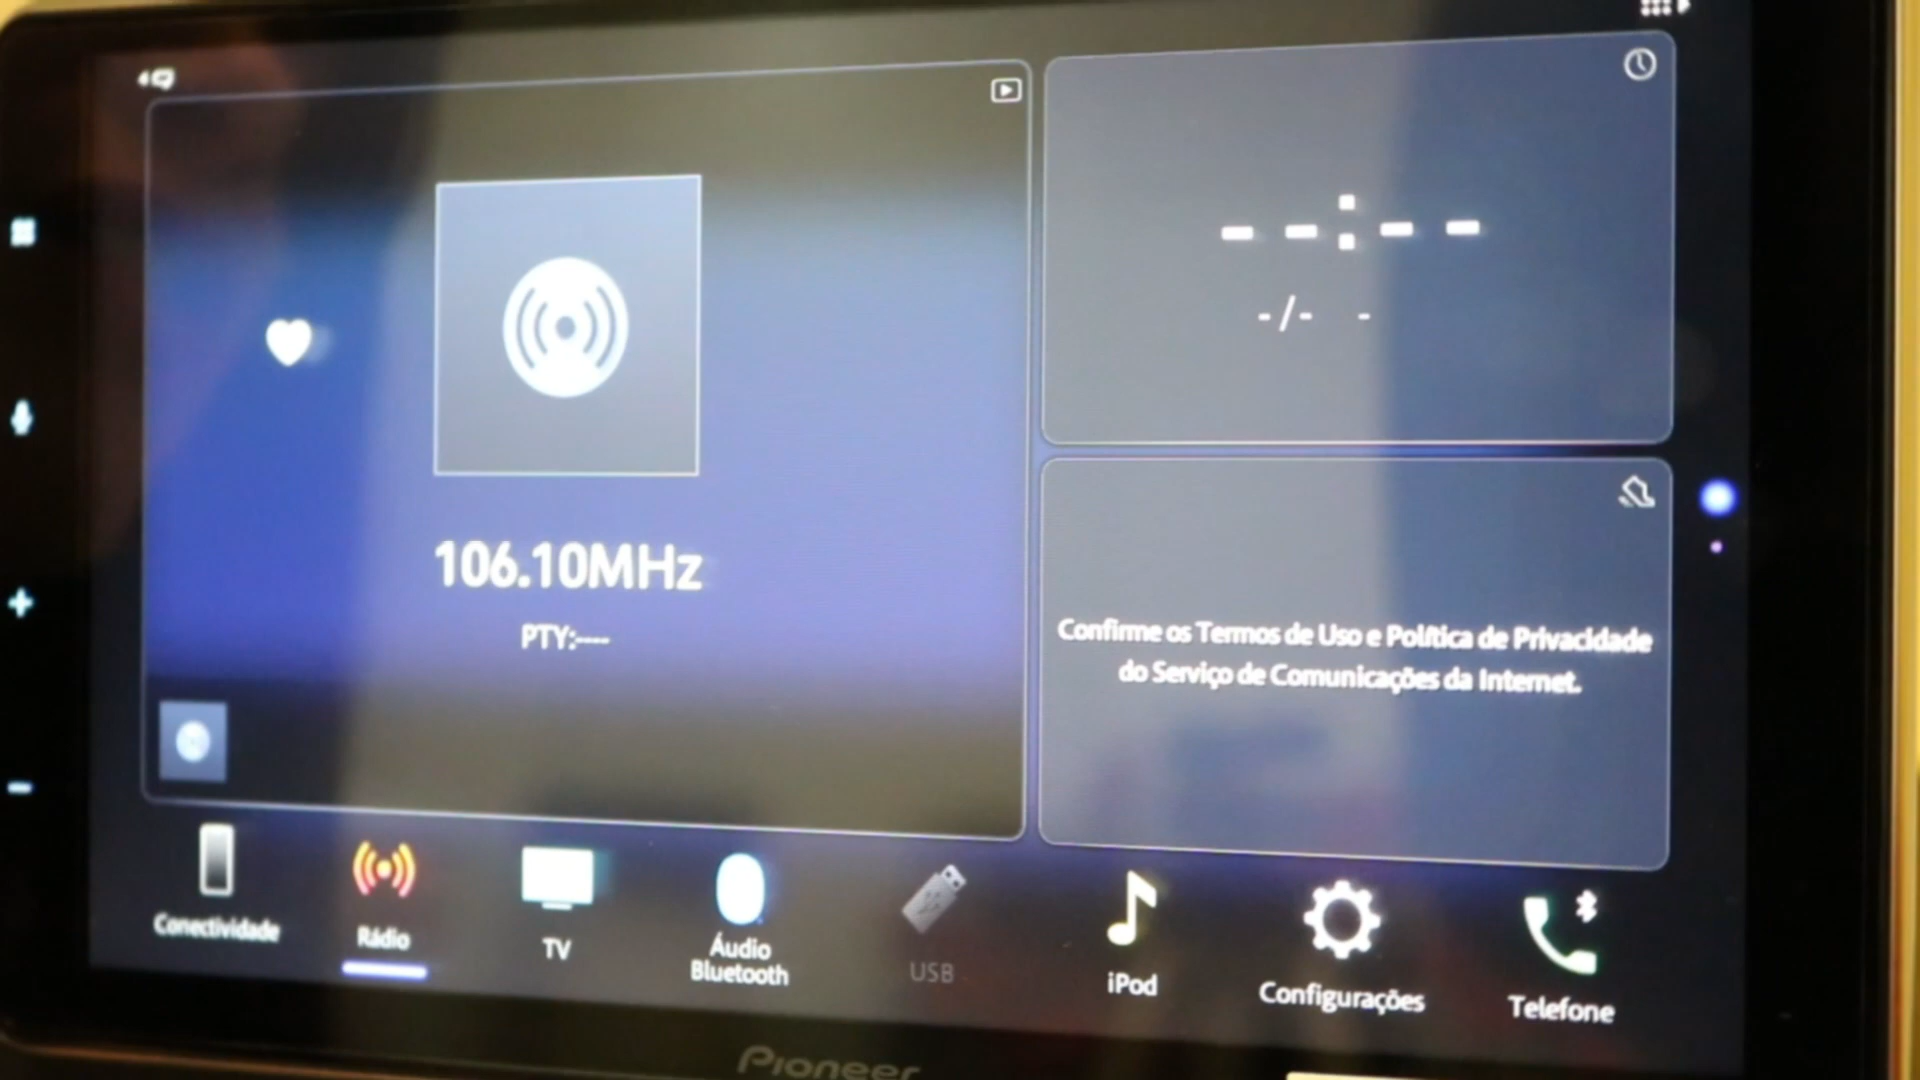 106.10MHz
PTY:----
--:--
-/- -
Confirme os Termos de Uso e Política de Privacidade
do Serviço de Comunicações da Internet.
Conectividade
Rádio
TV
Áudio
Bluetooth
USB
iPod
Configurações
Telefone
Pioneer